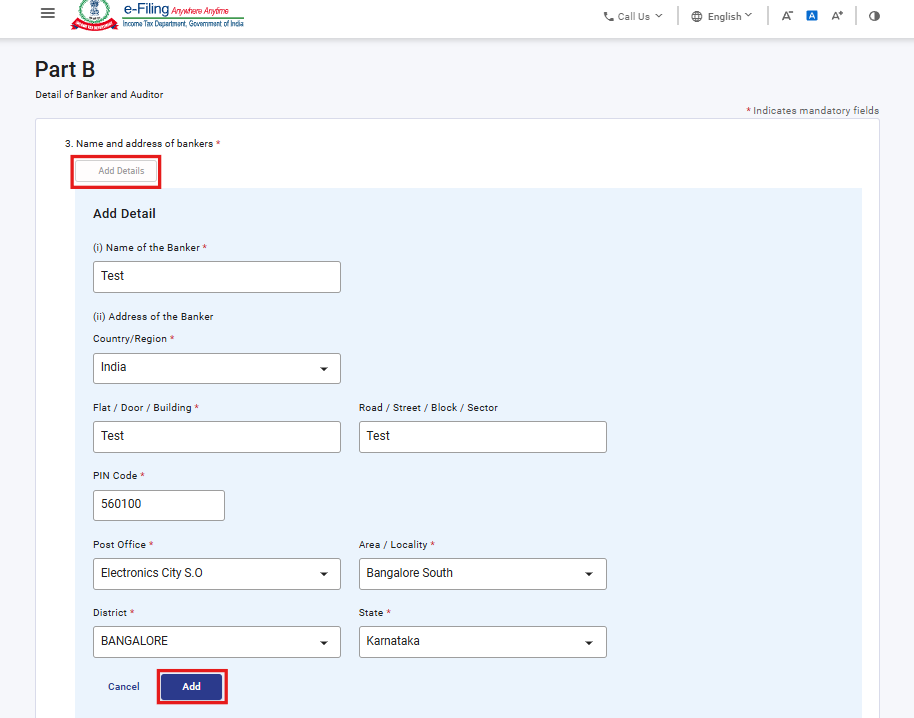 e-Filing Anywhere Anytime
Income Tax Department, Government of India
Call Us
English
A-
A
A+
Part B
Detail of Banker and Auditor
* Indicates mandatory fields
3. Name and address of bankers *
Add Details
Add Detail
(i) Name of the Banker *
Test
(ii) Address of the Banker
Country/Region *
India
Flat / Door / Building * Road / Street / Block / Sector
Test Test
PIN Code *
560100
Post Office * Area / Locality *
Electronics City S.O Bangalore South
District * State *
BANGALORE Karnataka
Cancel Add